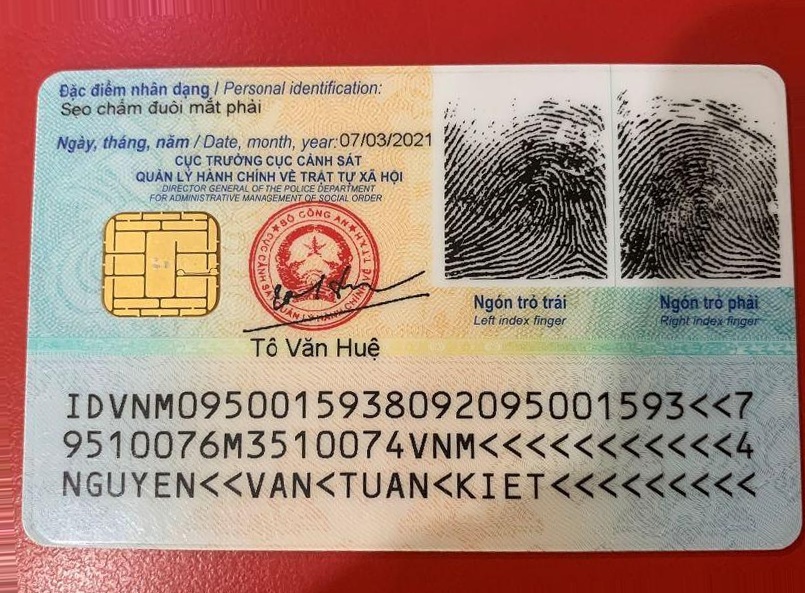 Đặc điểm nhân dạng / Personal identification:
Sẹo chấm đuôi mắt phải
Ngày, tháng, năm / Date, month, year: 07/03/2021
CỤC TRƯỞNG CỤC CẢNH SÁT
QUẢN LÝ HÀNH CHÍNH VỀ TRẬT TỰ XÃ HỘI
DIRECTOR GENERAL OF THE POLICE DEPARTMENT
FOR ADMINISTRATIVE MANAGEMENT OF SOCIAL ORDER
BỘ CÔNG AN
Tô Văn Huệ
Ngón trỏ trái
Left index finger
Ngón trỏ phải
Right index finger
IDVNM0950015938092095001593<<7
9510076M3510074VNM<<<<<<<<<<<4
NGUYEN<<VAN<TUAN<KIET<<<<<<<<<